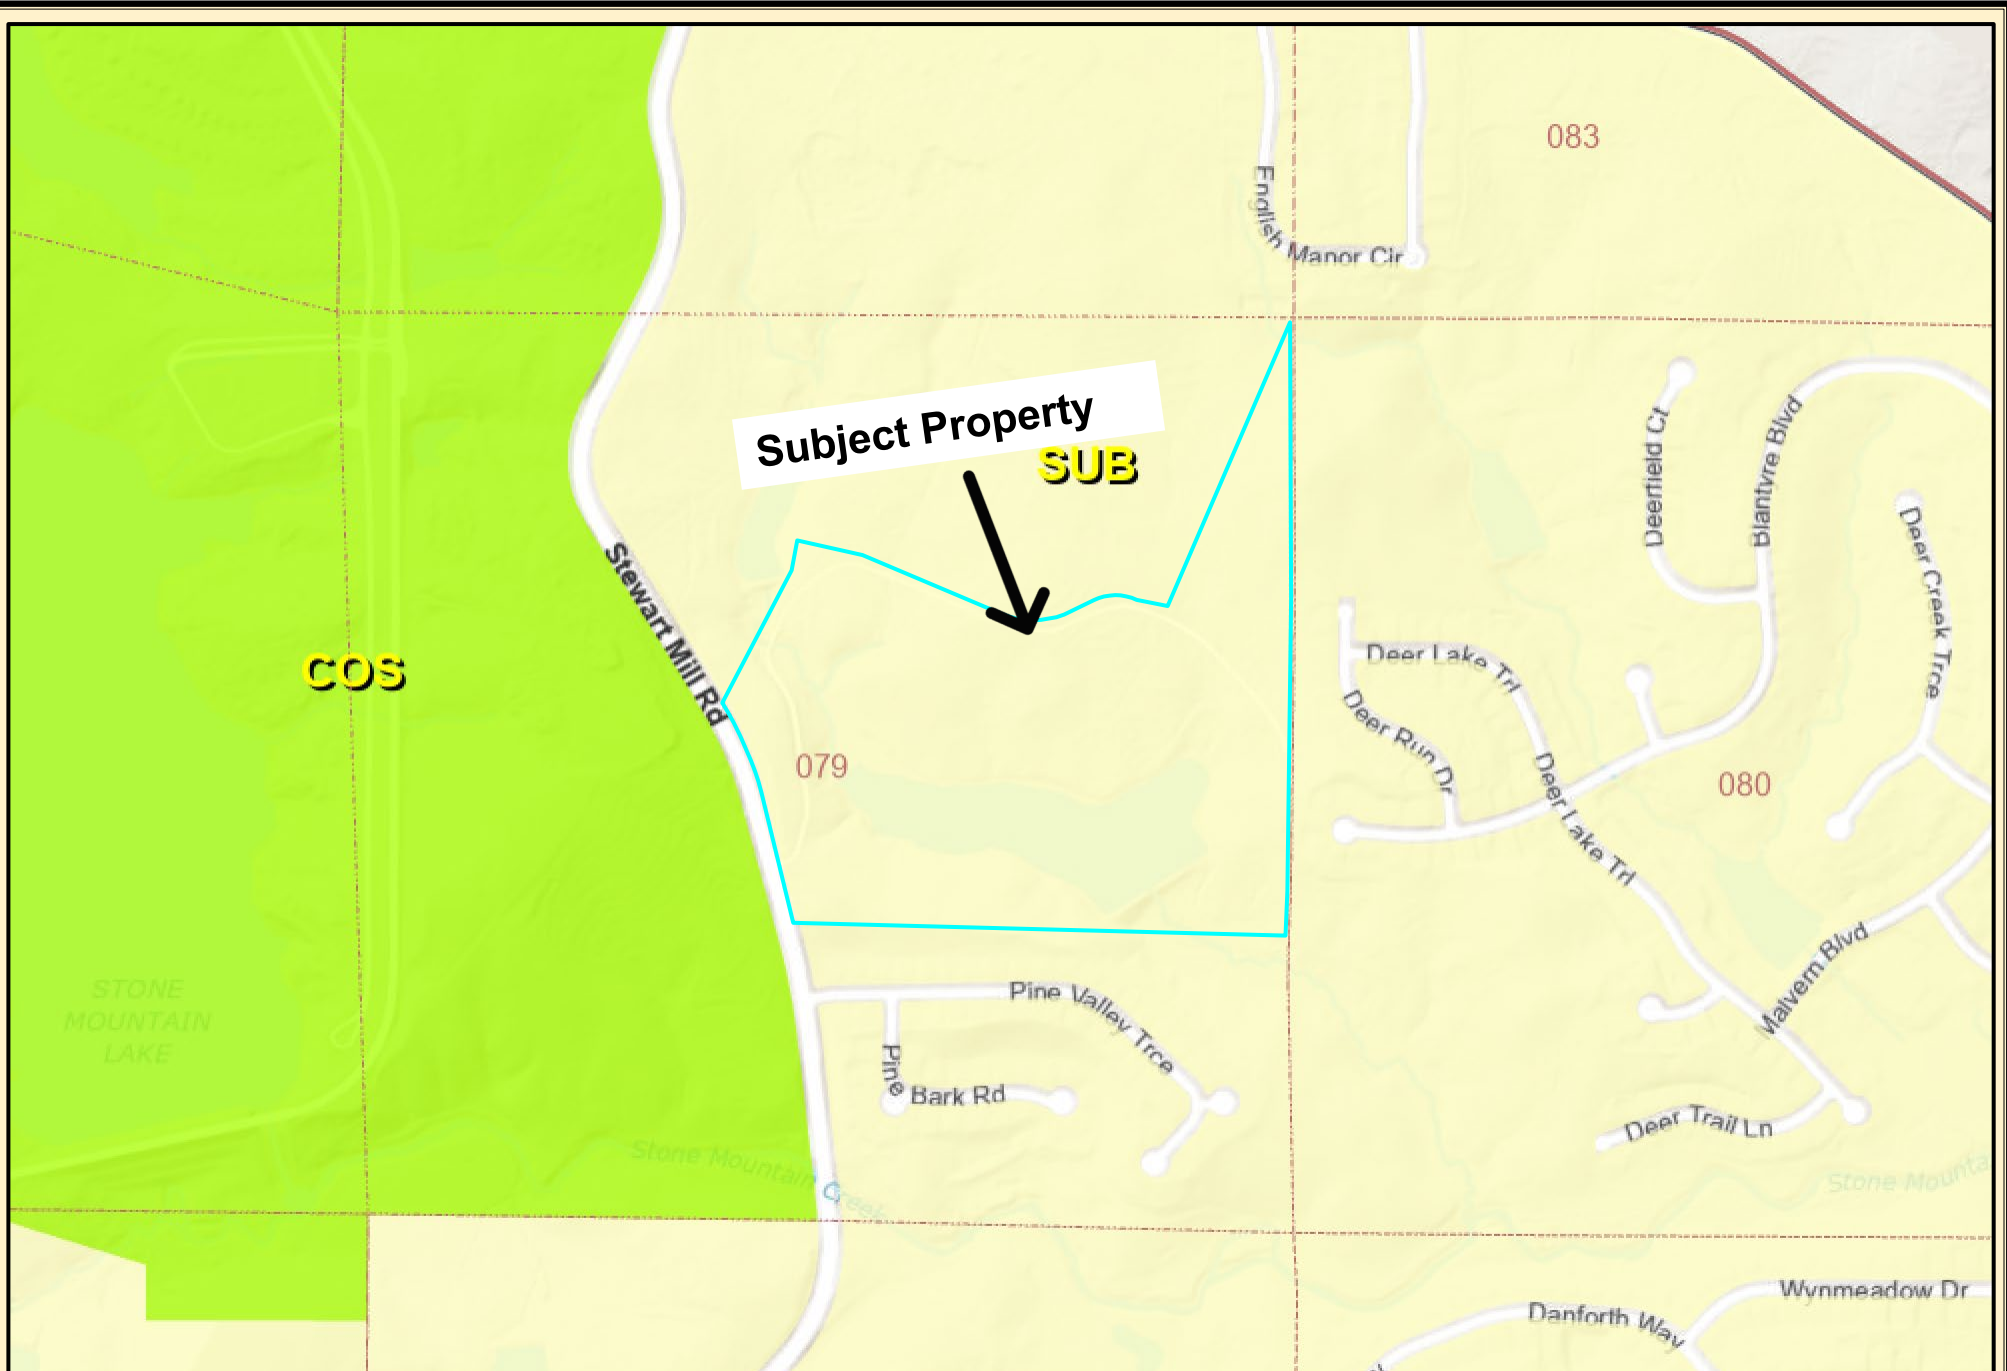 083
English
Manor Cir
Subject Property
SUB
Deerfield Ct
Blantyre Blvd
Deer Creek Trce
Stewart Mill Rd
COS
Deer Lake Trl
Deer Run Dr
079
080
Deer Lake Trl
Malvern Blvd
STONE
MOUNTAIN
LAKE
Pine Valley Trce
Pine
Bark Rd
Deer Trail Ln
Stone Mountain Creek
Stone Mounta
Wynmeadow Dr
Danforth Way